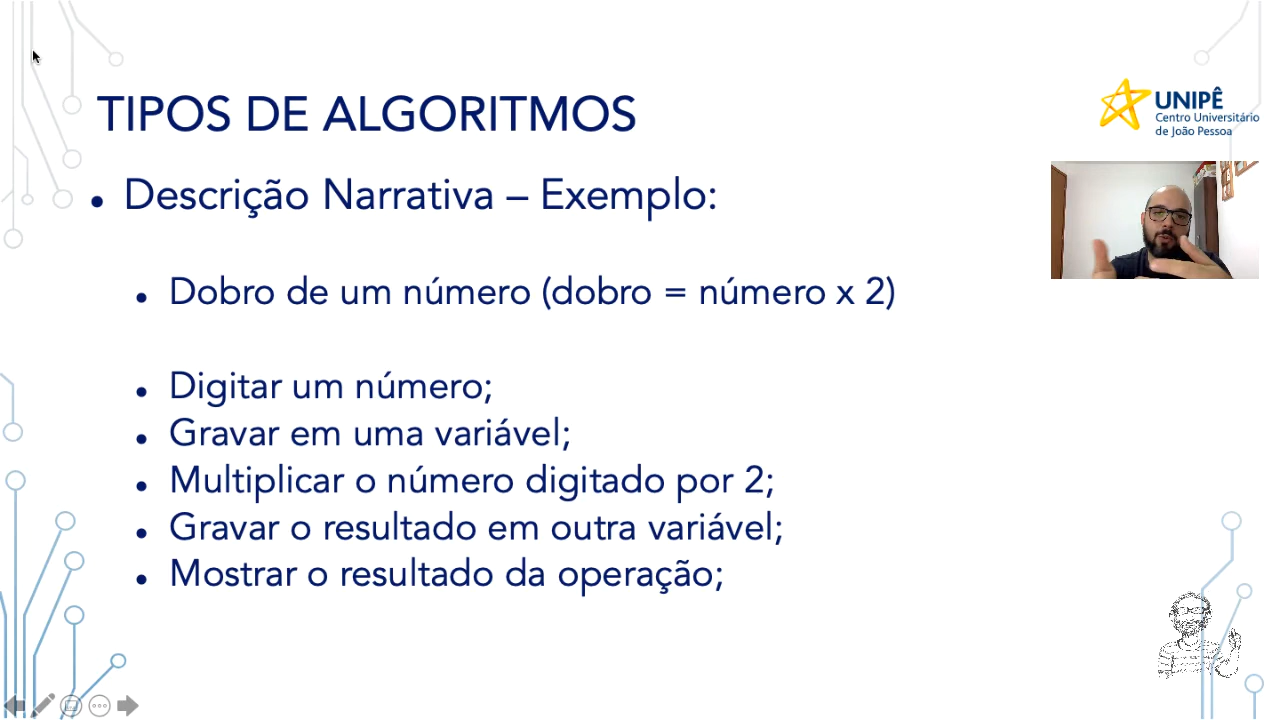 TIPOS DE ALGORITMOS
UNIPÊ
Centro Universitário
de João Pessoa
• Descrição Narrativa – Exemplo:
• Dobro de um número (dobro = número x 2)
• Digitar um número;
• Gravar em uma variável;
• Multiplicar o número digitado por 2;
• Gravar o resultado em outra variável;
• Mostrar o resultado da operação;